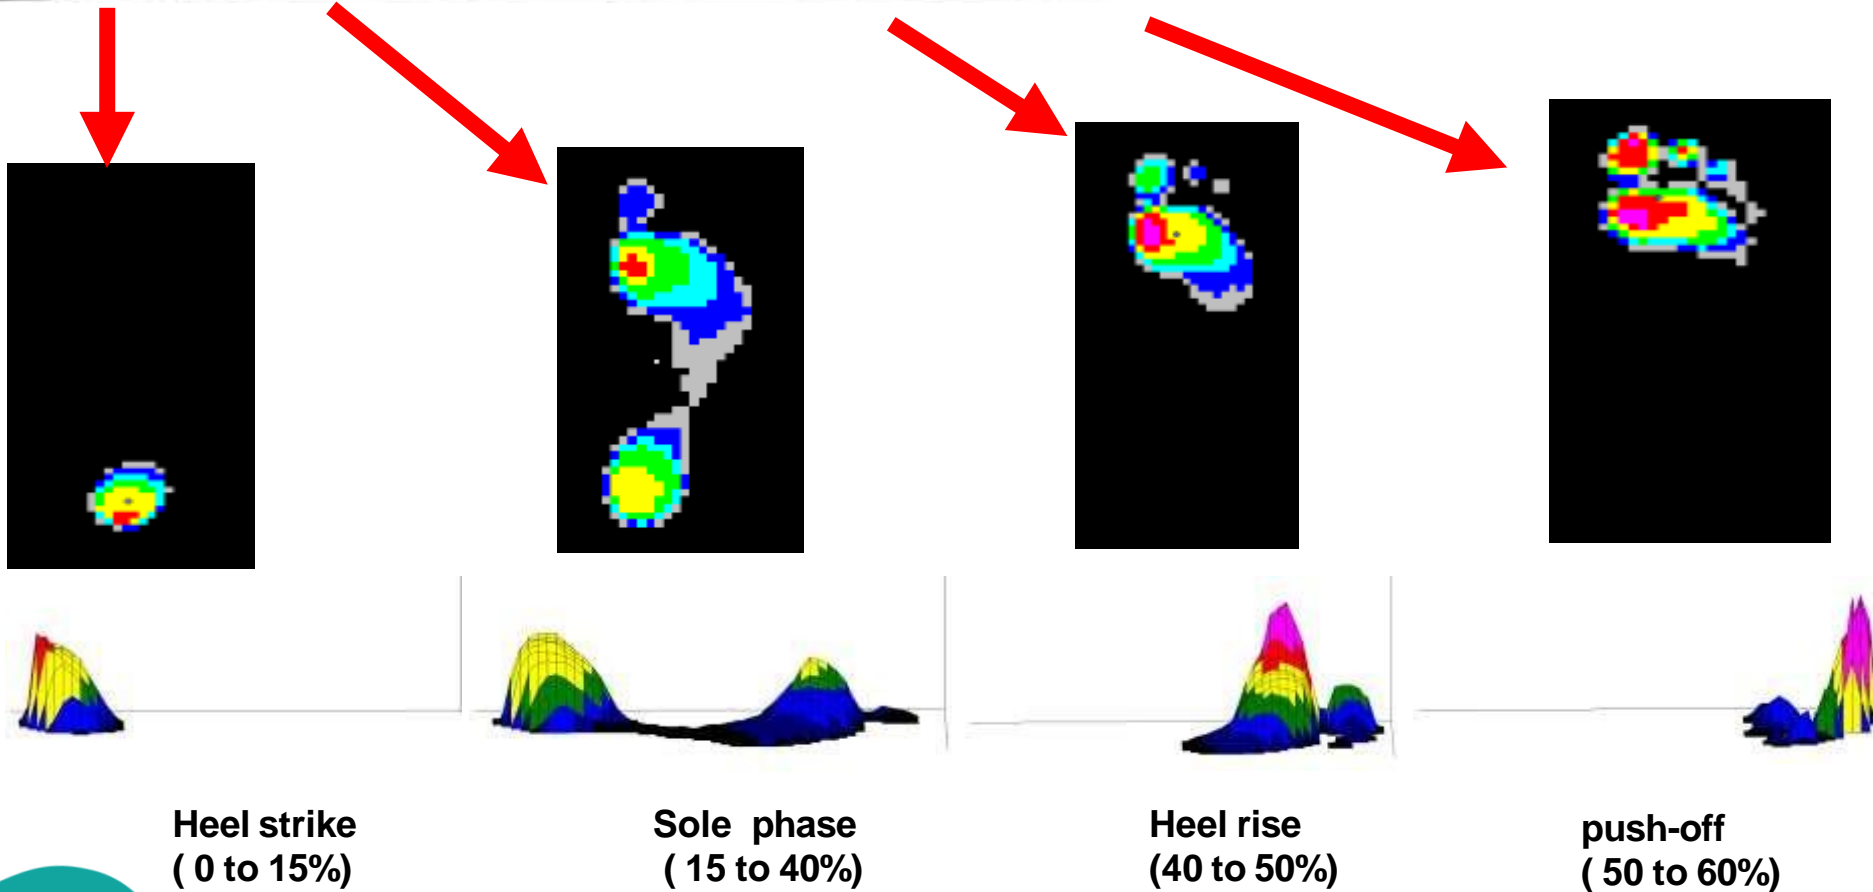 Heel strike
( 0 to 15%)
Sole phase
( 15 to 40%)
Heel rise
(40 to 50%)
push-off
( 50 to 60%)